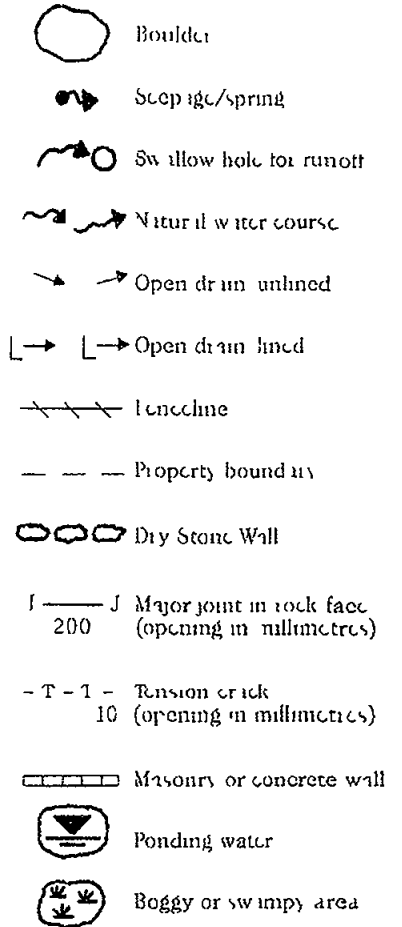 Boulder
Seepage/spring
Swallow hole for runoff
Natural water course
Open drain unlined
L L Open drain lined
Fenceline
Property boundary
Dry Stone Wall
J J Major joint in rock face
200 (opening in millimetres)
- T - T - Tension crack
10 (opening in millimetres)
Masonry or concrete wall
Ponding water
Boggy or swampy area